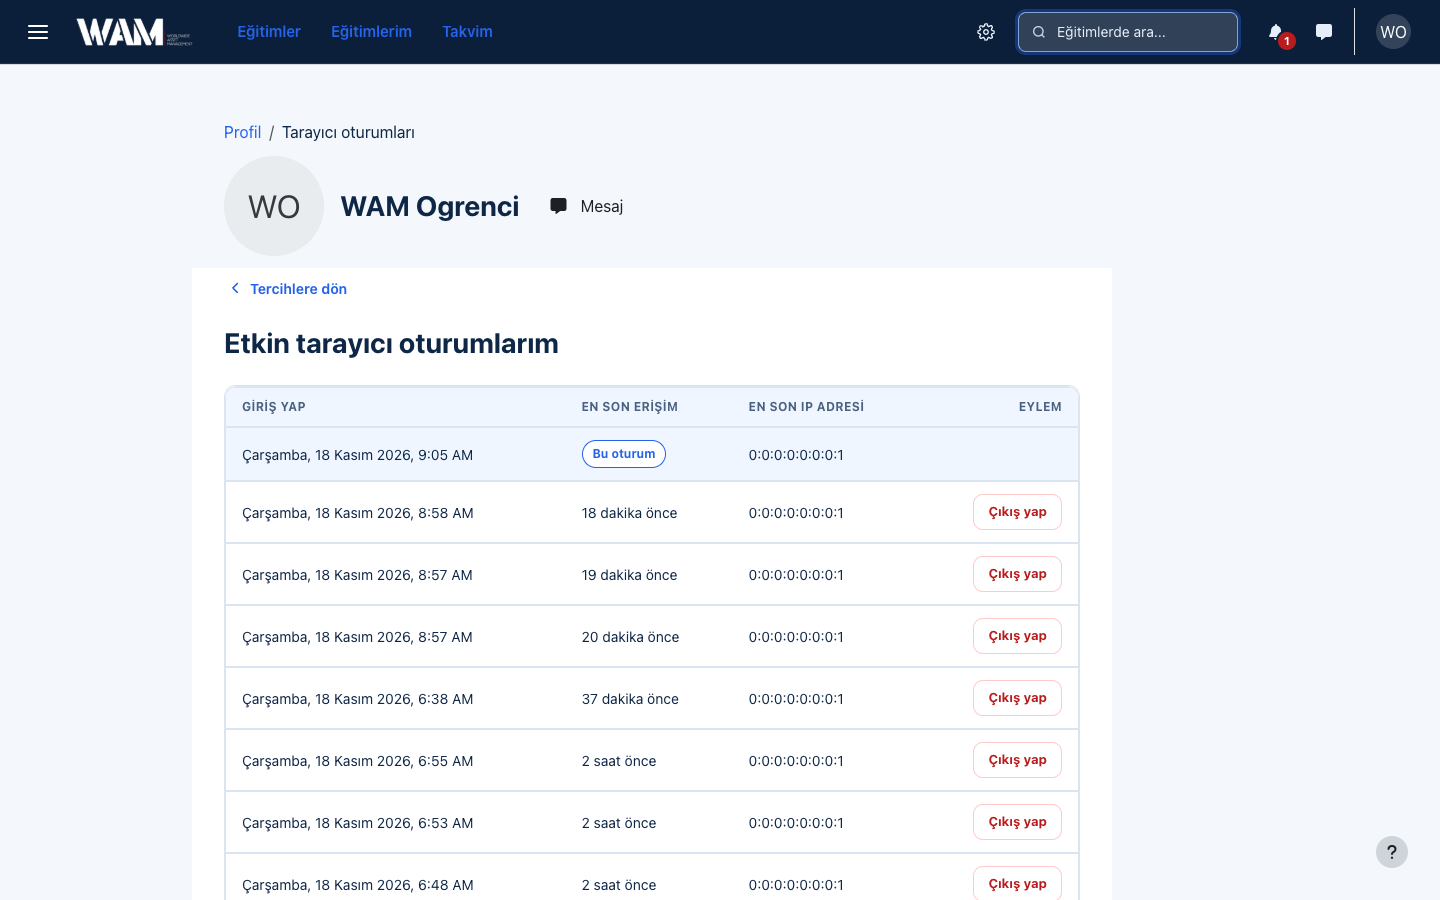 WAM
WORLDWIDE
ASSET
MANAGEMENT
Eğitimler
Eğitimlerim
Takvim
Eğitimlerde ara...
1
WO
Profil / Tarayıcı oturumları
WO
WAM Ogrenci
Mesaj
Tercihlere dön
Etkin tarayıcı oturumlarım
GİRİŞ YAP EN SON ERİŞİM EN SON IP ADRESİ EYLEM
Çarşamba, 18 Kasım 2026, 9:05 AM Bu oturum 0:0:0:0:0:0:0:1
Çarşamba, 18 Kasım 2026, 8:58 AM 18 dakika önce 0:0:0:0:0:0:0:1 Çıkış yap
Çarşamba, 18 Kasım 2026, 8:57 AM 19 dakika önce 0:0:0:0:0:0:0:1 Çıkış yap
Çarşamba, 18 Kasım 2026, 8:57 AM 20 dakika önce 0:0:0:0:0:0:0:1 Çıkış yap
Çarşamba, 18 Kasım 2026, 6:38 AM 37 dakika önce 0:0:0:0:0:0:0:1 Çıkış yap
Çarşamba, 18 Kasım 2026, 6:55 AM 2 saat önce 0:0:0:0:0:0:0:1 Çıkış yap
Çarşamba, 18 Kasım 2026, 6:53 AM 2 saat önce 0:0:0:0:0:0:0:1 Çıkış yap
Çarşamba, 18 Kasım 2026, 6:48 AM 2 saat önce 0:0:0:0:0:0:0:1 Çıkış yap
?